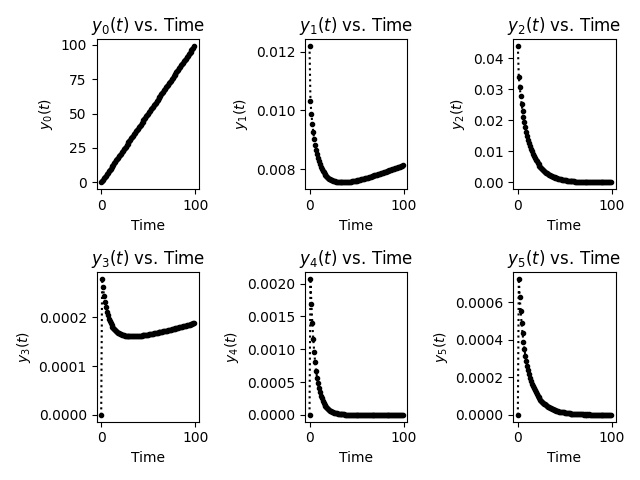 y₀(t) vs. Time
100
75
50
25
0
y₀(t)
0 100
Time
y₁(t) vs. Time
0.012
0.010
0.008
y₁(t)
0 100
Time
y₂(t) vs. Time
0.04
0.03
0.02
0.01
0.00
y₂(t)
0 100
Time
y₃(t) vs. Time
0.0002
0.0001
0.0000
y₃(t)
0 100
Time
y₄(t) vs. Time
0.0020
0.0015
0.0010
0.0005
0.0000
y₄(t)
0 100
Time
y₅(t) vs. Time
0.0006
0.0004
0.0002
0.0000
y₅(t)
0 100
Time